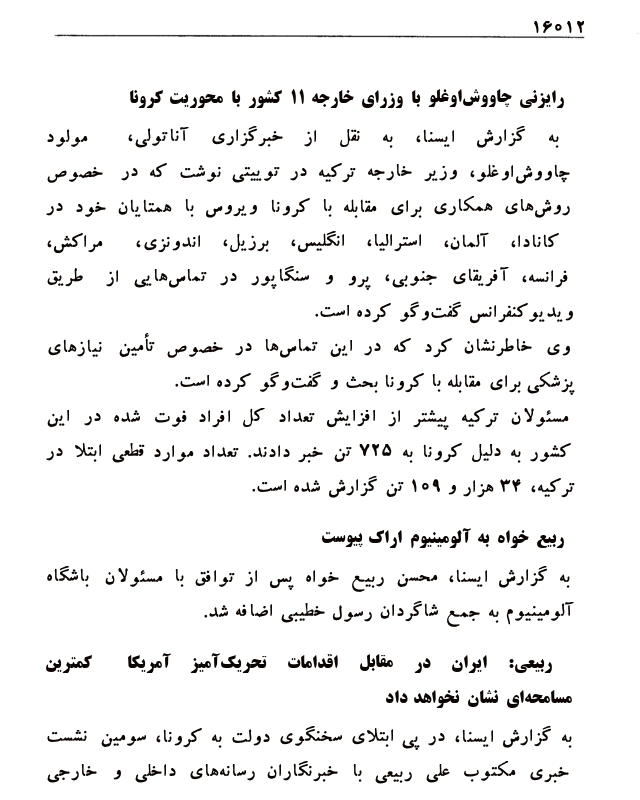 ۱۶۰۱۲
رایزنی چاووش‌اوغلو با وزرای خارجه ۱۱ کشور با محوریت کرونا
به گزارش ایسنا، به نقل از خبرگزاری آناتولی، مولود
چاووش‌اوغلو، وزیر خارجه ترکیه در توییتی نوشت که در خصوص
روش‌های همکاری برای مقابله با کرونا ویروس با همتایان خود در
کانادا، آلمان، استرالیا، انگلیس، برزیل، اندونزی، مراکش،
فرانسه، آفریقای جنوبی، پرو و سنگاپور در تماس‌هایی از طریق
ویدیوکنفرانس گفت‌وگو کرده است.
وی خاطرنشان کرد که در این تماس‌ها در خصوص تأمین نیازهای
پزشکی برای مقابله با کرونا بحث و گفت‌وگو کرده است.
مسئولان ترکیه پیشتر از افزایش تعداد کل افراد فوت شده در این
کشور به دلیل کرونا به ۷۲۵ تن خبر دادند. تعداد موارد قطعی ابتلا در
ترکیه، ۳۴ هزار و ۱۰۹ تن گزارش شده است.
ربیع خواه به آلومینیوم اراک پیوست
به گزارش ایسنا، محسن ربیع خواه پس از توافق با مسئولان باشگاه
آلومینیوم به جمع شاگردان رسول خطیبی اضافه شد.
ربیعی: ایران در مقابل اقدامات تحریک‌آمیز آمریکا کمترین
مسامحه‌ای نشان نخواهد داد
به گزارش ایسنا، در پی ابتلای سخنگوی دولت به کرونا، سومین نشست
خبری مکتوب علی ربیعی با خبرنگاران رسانه‌های داخلی و خارجی